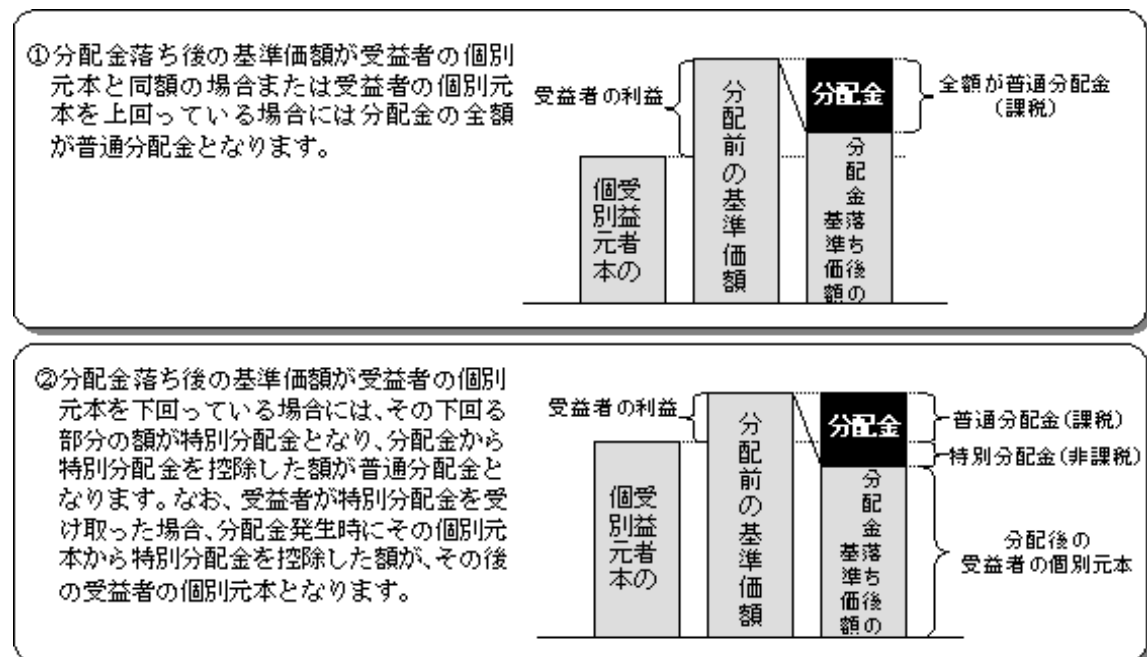 ①分配金落ち後の基準価額が受益者の個別
元本と同額の場合または受益者の個別元
本を上回っている場合には分配金の全額
が普通分配金となります。
受益者の利益
受益者の
個別元本
分配前の基準価額
分配金
分配金落ち後の
基準価額
全額が普通分配金
(課税)
②分配金落ち後の基準価額が受益者の個別
元本を下回っている場合には、その下回る
部分の額が特別分配金となり、分配金から
特別分配金を控除した額が普通分配金と
なります。なお、受益者が特別分配金を受
け取った場合、分配金発生時にその個別元
本から特別分配金を控除した額が、その後
の受益者の個別元本となります。
受益者の利益
受益者の
個別元本
分配前の基準価額
分配金
分配金落ち後の
基準価額
普通分配金(課税)
特別分配金(非課税)
分配後の
受益者の個別元本